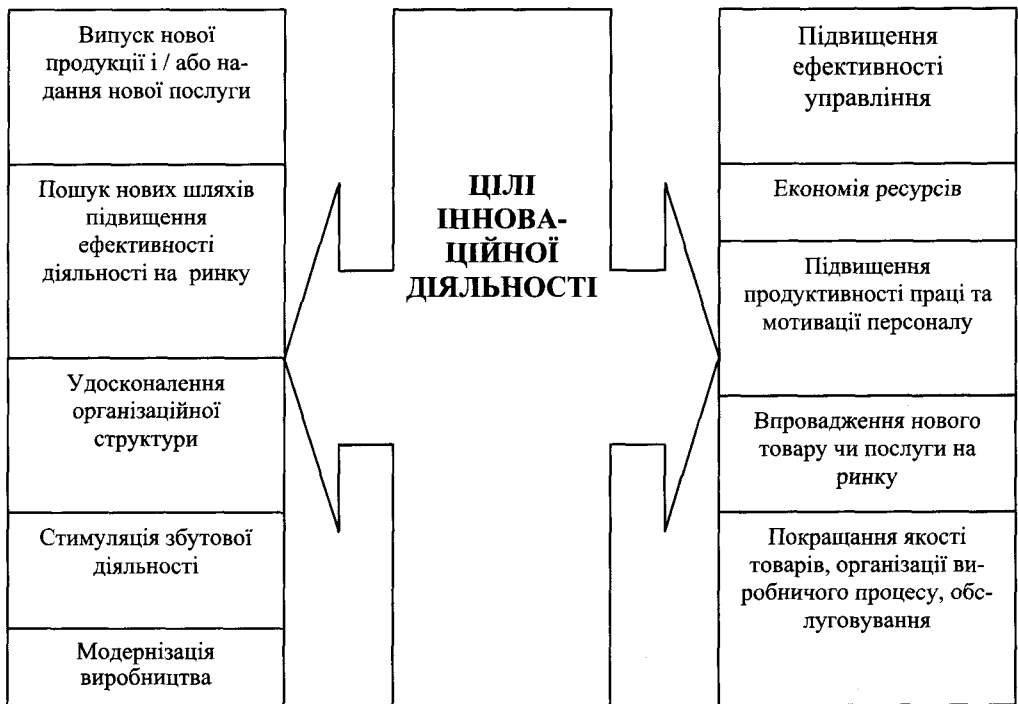 Випуск нової
продукції і / або на-
дання нової послуги
Пошук нових шляхів
підвищення
ефективності
діяльності на ринку
Удосконалення
організаційної
структури
Стимуляція збутової
діяльності
Модернізація
виробництва
ЦІЛІ
ІННОВА-
ЦІЙНОЇ
ДІЯЛЬНОСТІ
Підвищення
ефективності
управління
Економія ресурсів
Підвищення
продуктивності праці та
мотивації персоналу
Впровадження нового
товару чи послуги на
ринку
Покращання якості
товарів, організації ви-
робничого процесу, обс-
луговування